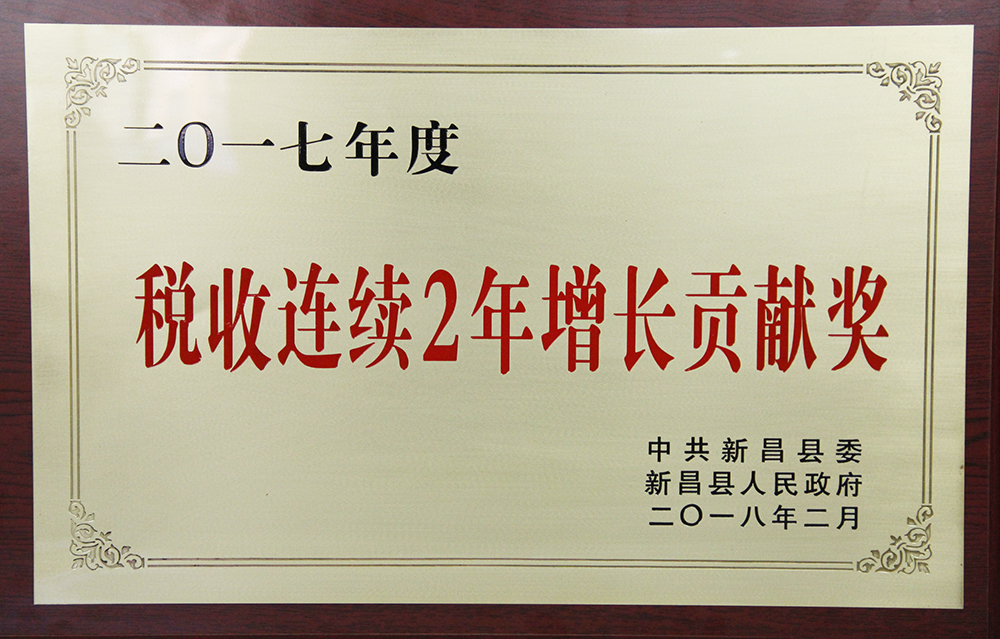 二〇一七年度
税收连续2年增长贡献奖
中共新昌县委
新昌县人民政府
二〇一八年二月